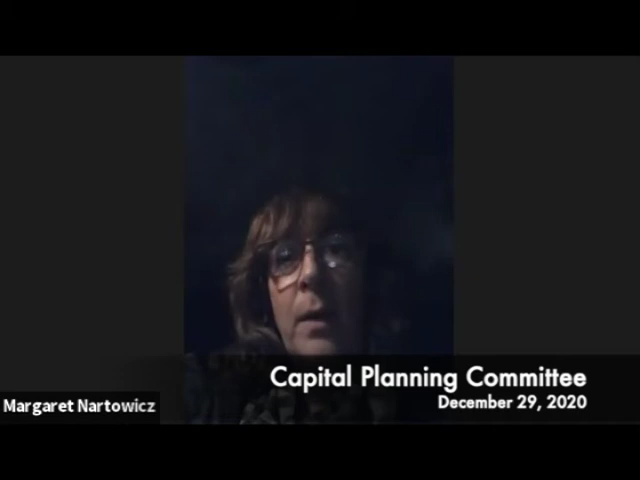 Capital Planning Committee
December 29, 2020
Margaret Nartowicz